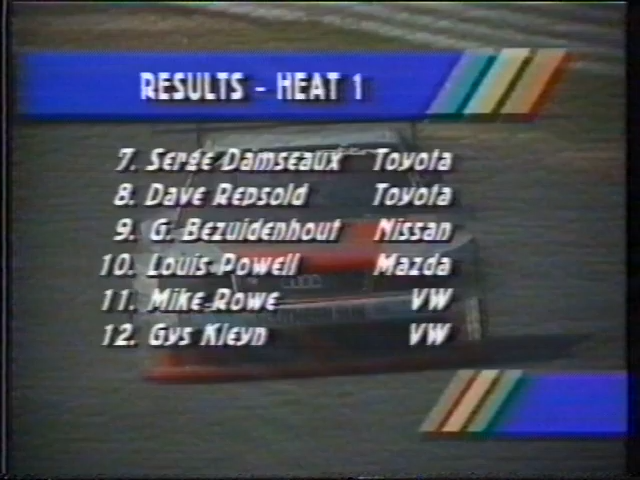 RESULTS - HEAT 1
7. Serge Damseaux Toyota
8. Dave Repsold Toyota
9. G. Bezuidenhout Nissan
10. Louis Powell Mazda
11. Mike Rowe VW
12. Gys Kleyn VW